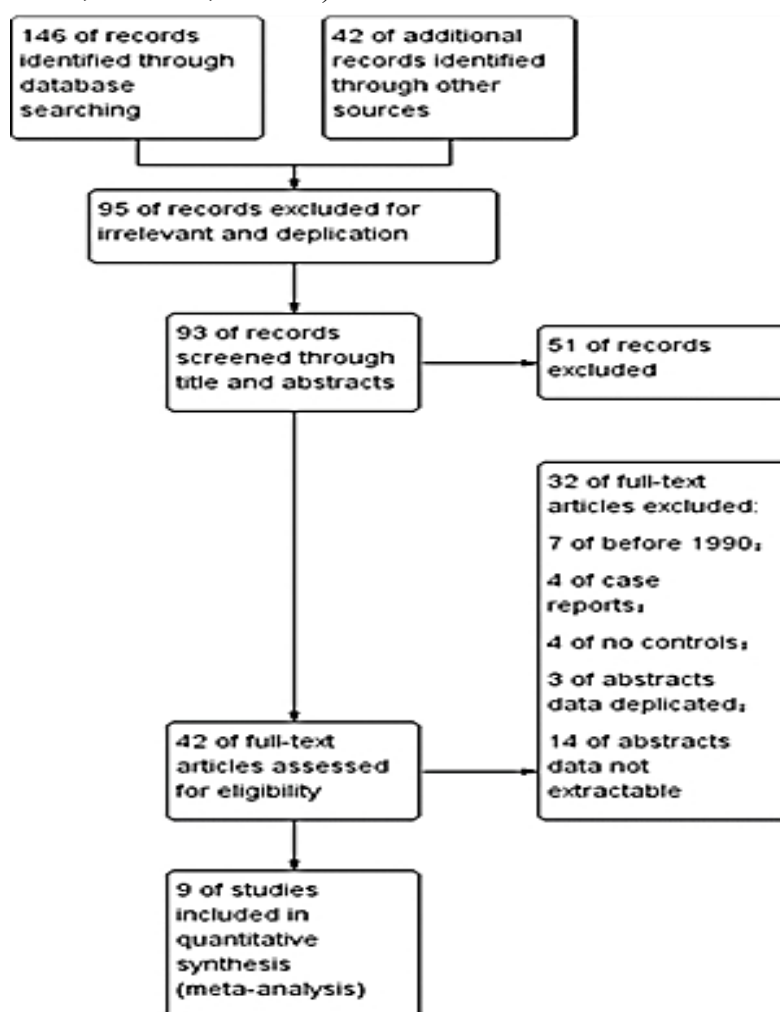 146 of records
identified through
database
searching
42 of additional
records identified
through other
sources
95 of records excluded for
irrelevant and deplication
93 of records
screened through
title and abstracts
51 of records
excluded
32 of full-text
articles excluded:
7 of before 1990;
4 of case
reports;
4 of no controls;
3 of abstracts
data deplicated;
14 of abstracts
data not
extractable
42 of full-text
articles assessed
for eligibility
9 of studies
included in
quantitative
synthesis
(meta-analysis)